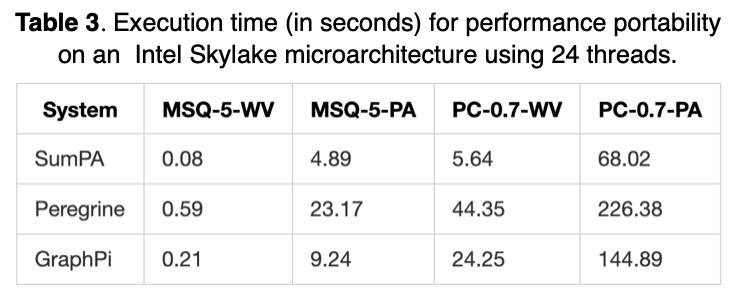 Table 3. Execution time (in seconds) for performance portability
on an Intel Skylake microarchitecture using 24 threads.
System MSQ-5-WV MSQ-5-PA PC-0.7-WV PC-0.7-PA
SumPA 0.08 4.89 5.64 68.02
Peregrine 0.59 23.17 44.35 226.38
GraphPi 0.21 9.24 24.25 144.89